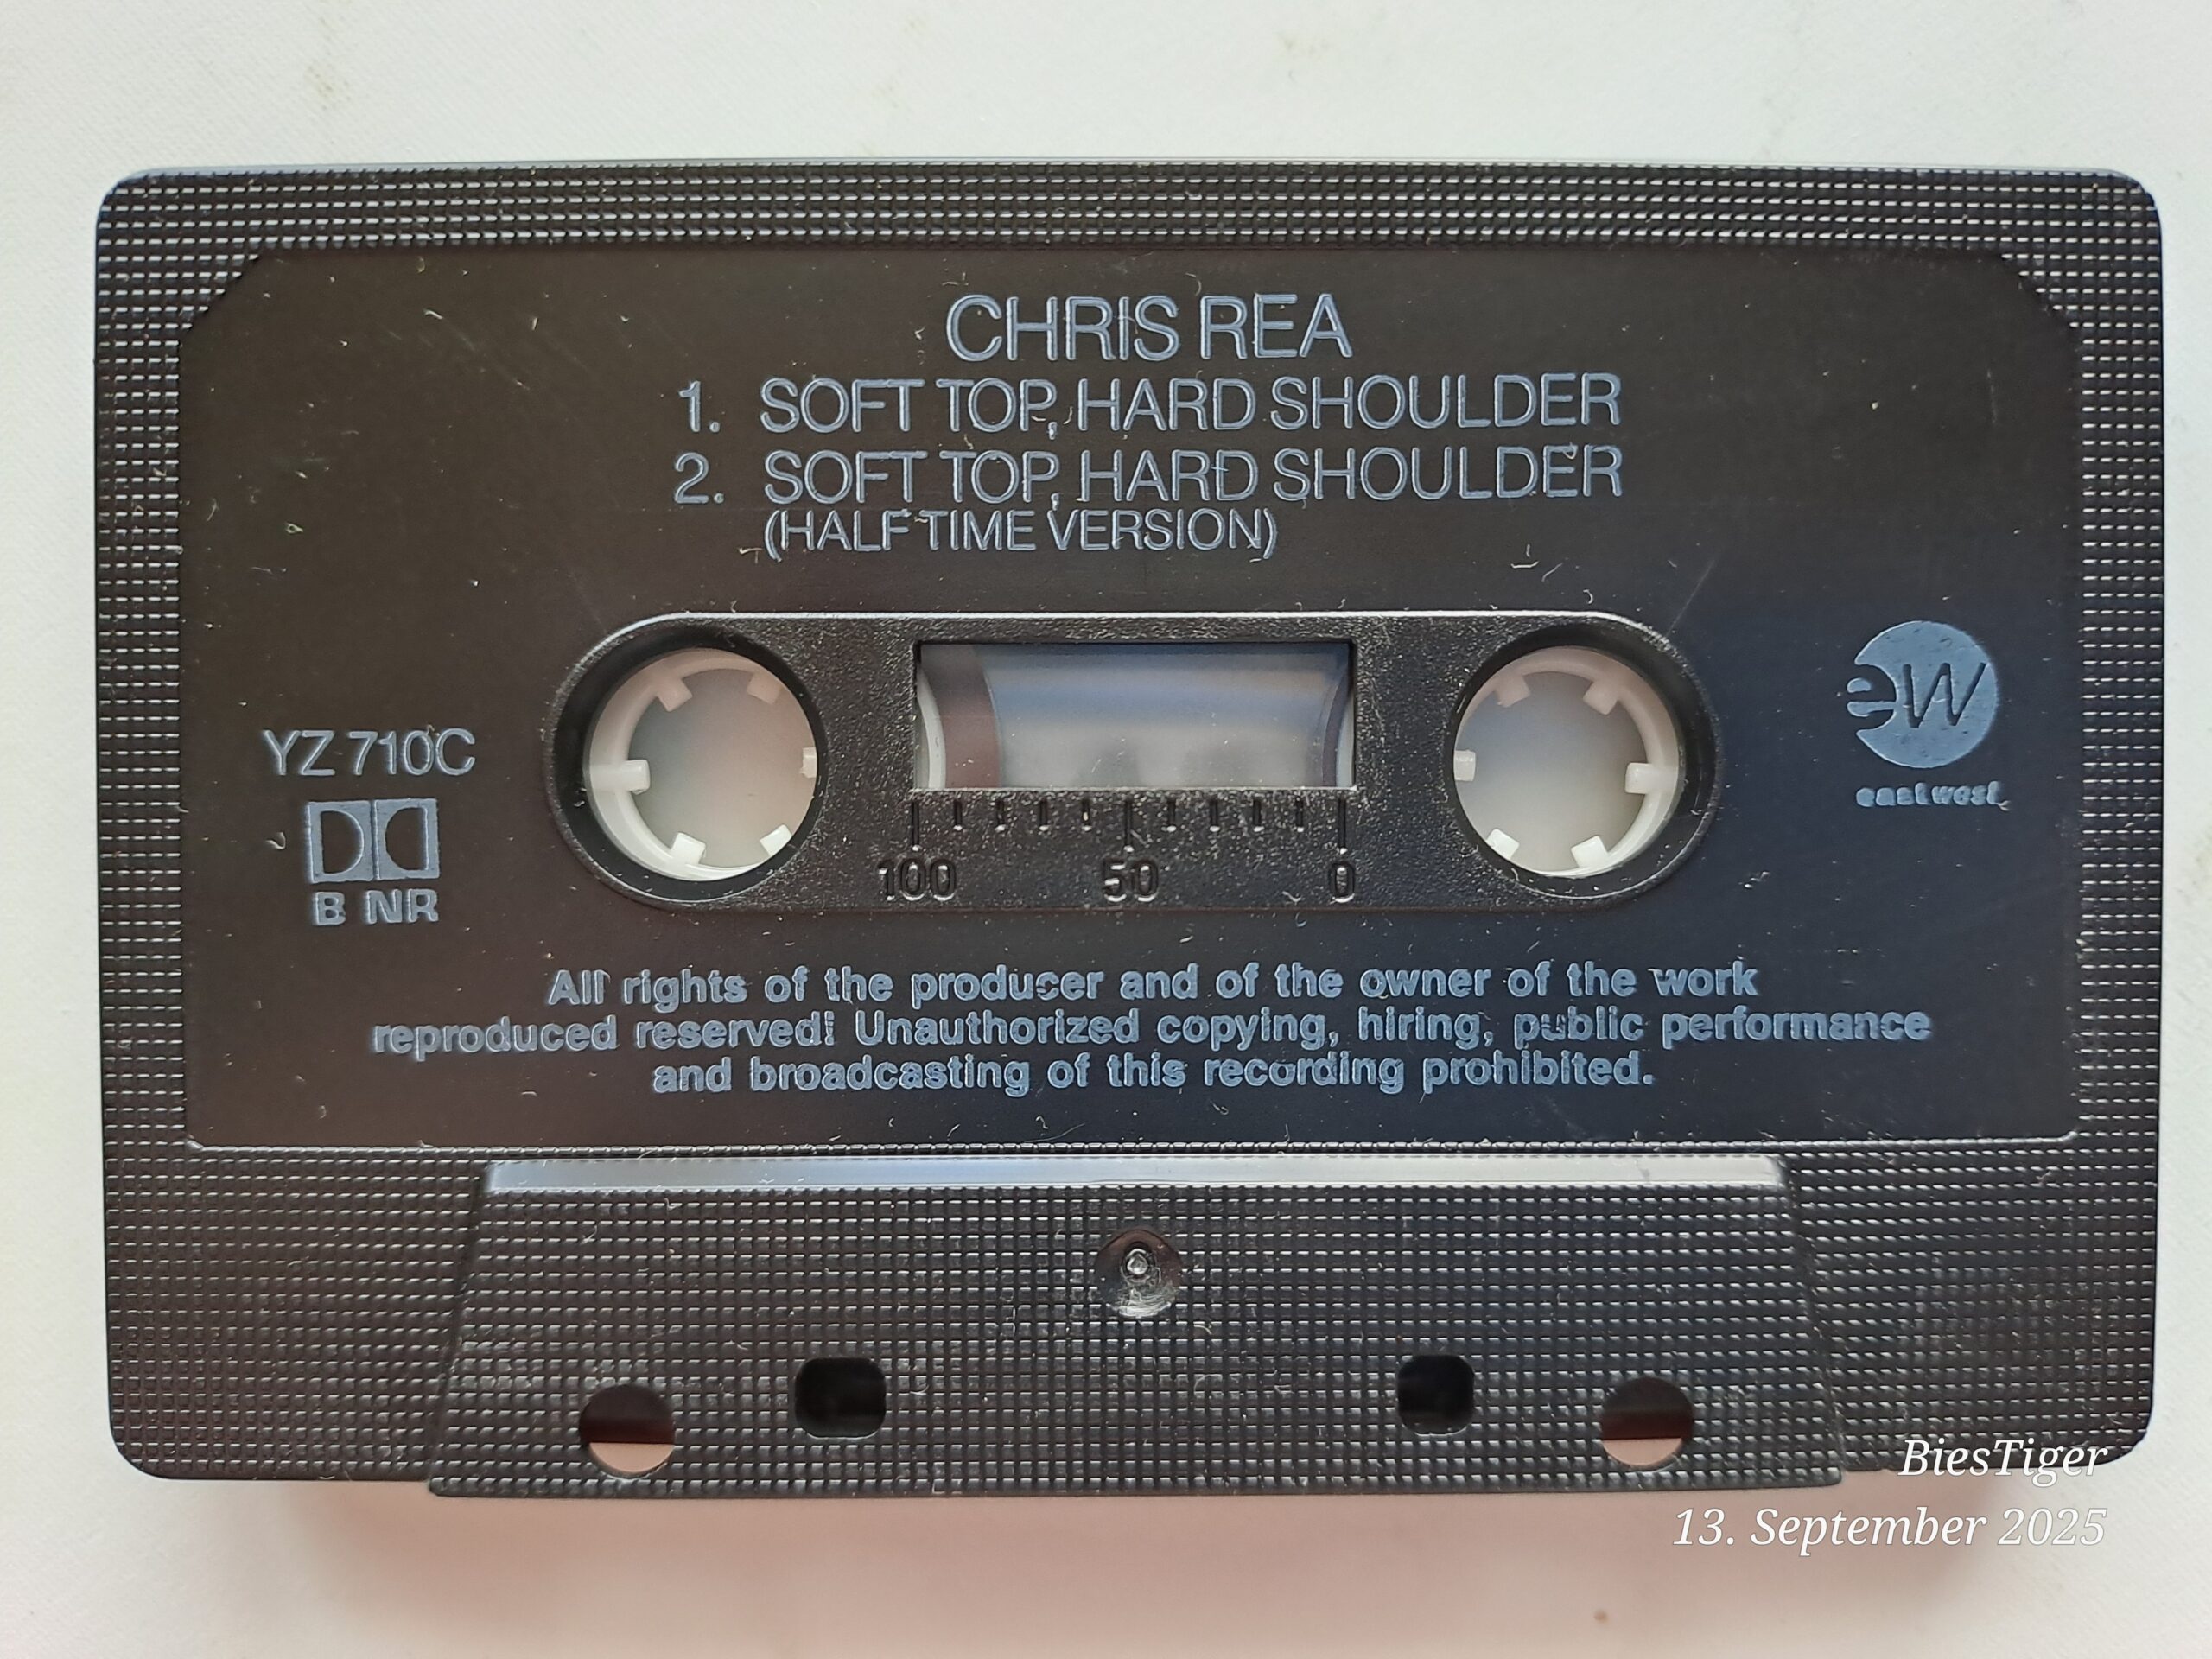 CHRIS REA
1. SOFT TOP, HARD SHOULDER
2. SOFT TOP, HARD SHOULDER
(HALF TIME VERSION)
ew
eastwest
YZ 710C
B NR
100 50 0
All rights of the producer and of the owner of the work
reproduced reserved! Unauthorized copying, hiring, public performance
and broadcasting of this recording prohibited.
BiesTiger
13. September 2025